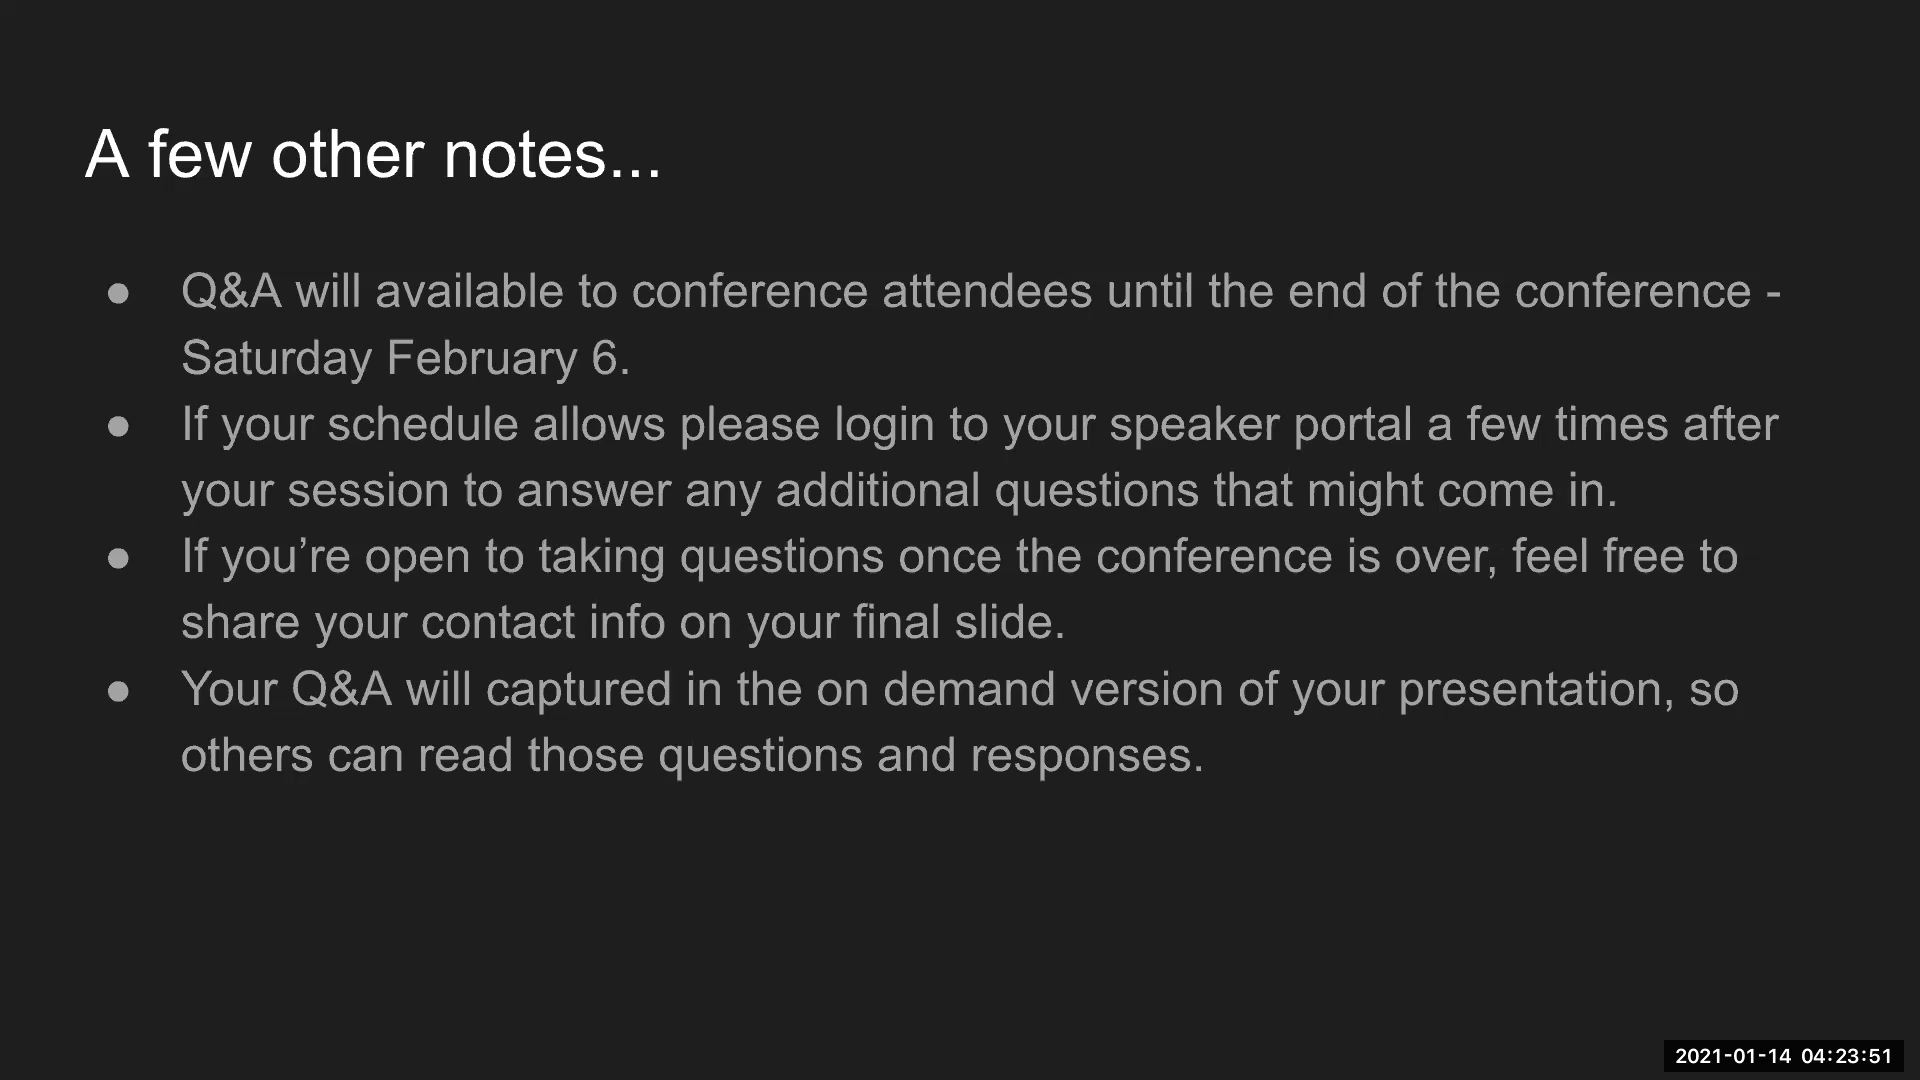 A few other notes...
● Q&A will available to conference attendees until the end of the conference -
Saturday February 6.
● If your schedule allows please login to your speaker portal a few times after
your session to answer any additional questions that might come in.
● If you’re open to taking questions once the conference is over, feel free to
share your contact info on your final slide.
● Your Q&A will captured in the on demand version of your presentation, so
others can read those questions and responses.
2021-01-14 04:23:51